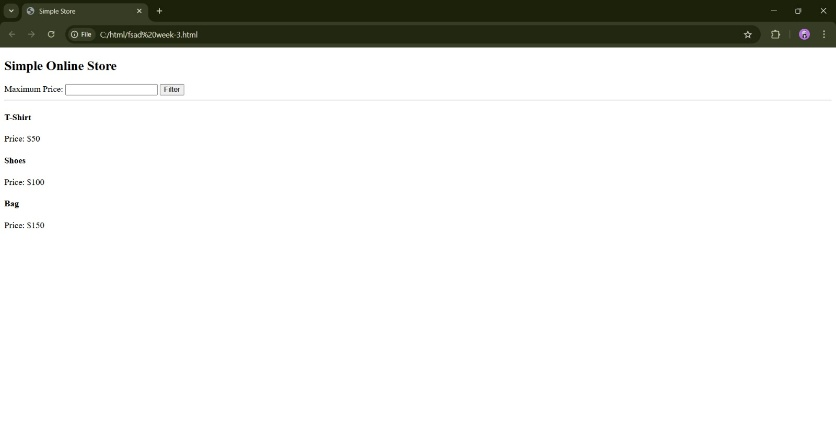 Simple Store
File
C:/html/fsad%20week-3.html
Simple Online Store
Maximum Price: Filter
T-Shirt
Price: $50
Shoes
Price: $100
Bag
Price: $150